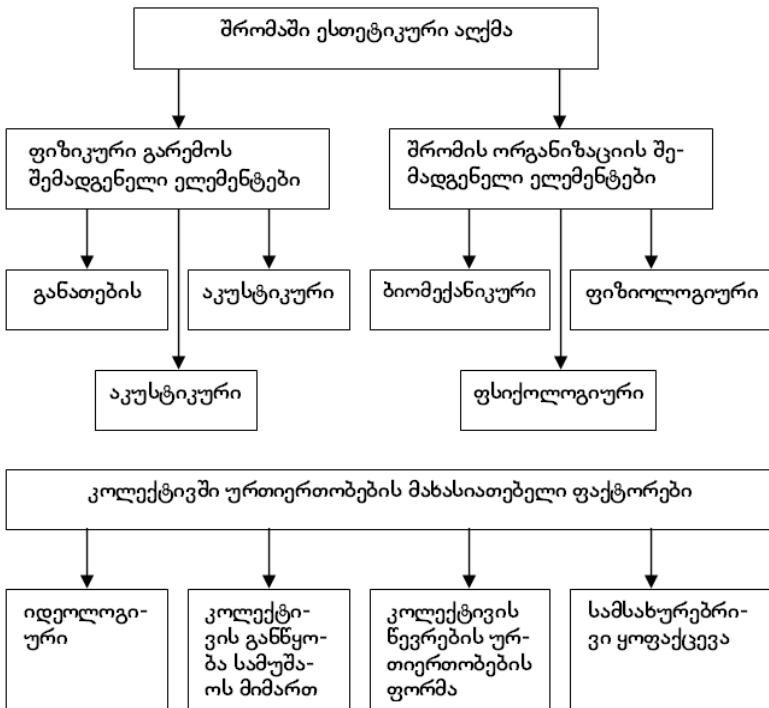 შრომაში ესთეტიკური აღქმა
ფიზიკური გარემოს
შემადგენელი ელემენტები
შრომის ორგანიზაციის შე-
მადგენელი ელემენტები
განათების
აკუსტიკური
ბიომექანიკური
ფიზიოლოგიური
აკუსტიკური
ფსიქოლოგიური
კოლექტივში ურთიერთობების მახასიათებელი ფაქტორები
იდეოლოგი-
ური
კოლექტი-
ვის განწყო-
ბა სამუშა-
ოს მიმართ
კოლექტივის
წევრების ურ-
თიერთობების
ფორმა
სამსახურებრი-
ვი ყოფაქცევა